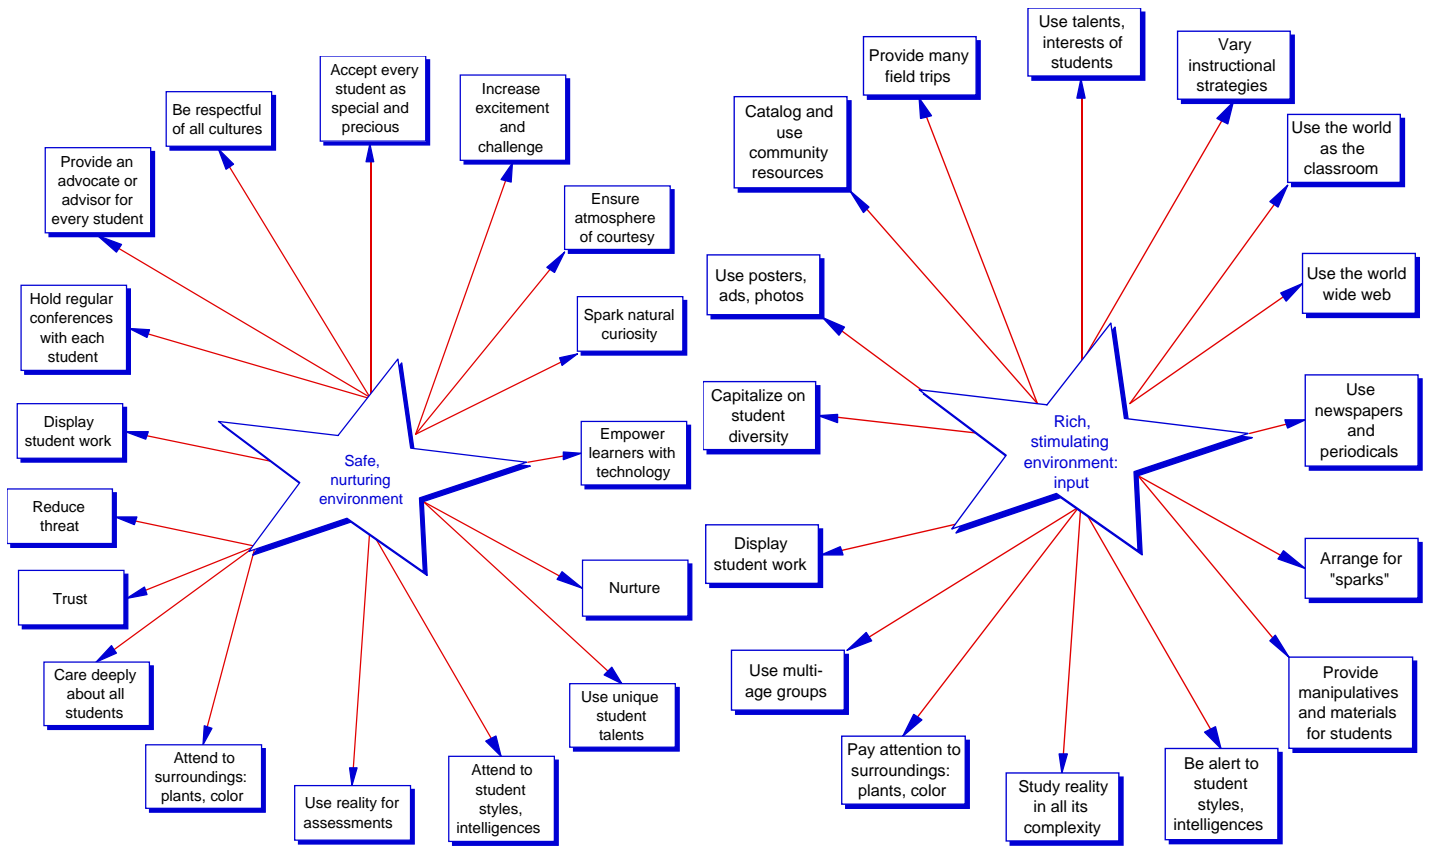 Accept every
student as
special and
precious
Increase
excitement
and
challenge
Be respectful
of all cultures
Provide an
advocate or
advisor for
every student
Ensure
atmosphere
of courtesy
Hold regular
conferences
with each
student
Spark natural
curiosity
Display
student work
Safe,
nurturing
environment
Empower
learners with
technology
Reduce
threat
Trust
Nurture
Care deeply
about all
students
Use unique
student
talents
Attend to
surroundings:
plants, color
Use reality for
assessments
Attend to
student
styles,
intelligences
Use talents,
interests of
students
Provide many
field trips
Vary
instructional
strategies
Catalog and
use
community
resources
Use the world
as the
classroom
Use posters,
ads, photos
Use the world
wide web
Capitalize on
student
diversity
Rich,
stimulating
environment:
input
Use
newspapers
and
periodicals
Display
student work
Arrange for
"sparks"
Use multi-
age groups
Provide
manipulatives
and materials
for students
Pay attention to
surroundings:
plants, color
Study reality
in all its
complexity
Be alert to
student
styles,
intelligences